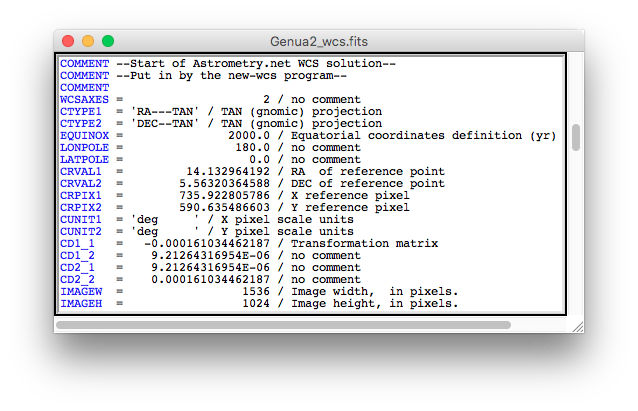 Genua2_wcs.fits
COMMENT --Start of Astrometry.net WCS solution--
COMMENT --Put in by the new-wcs program--
COMMENT
WCSAXES = 2 / no comment
CTYPE1 = 'RA---TAN' / TAN (gnomic) projection
CTYPE2 = 'DEC--TAN' / TAN (gnomic) projection
EQUINOX = 2000.0 / Equatorial coordinates definition (yr)
LONPOLE = 180.0 / no comment
LATPOLE = 0.0 / no comment
CRVAL1 = 14.132964192 / RA of reference point
CRVAL2 = 5.56320364588 / DEC of reference point
CRPIX1 = 735.922805786 / X reference pixel
CRPIX2 = 590.635486603 / Y reference pixel
CUNIT1 = 'deg ' / X pixel scale units
CUNIT2 = 'deg ' / Y pixel scale units
CD1_1 = -0.000161034462187 / Transformation matrix
CD1_2 = 9.21264316954E-06 / no comment
CD2_1 = 9.21264316954E-06 / no comment
CD2_2 = 0.000161034462187 / no comment
IMAGEW = 1536 / Image width, in pixels.
IMAGEH = 1024 / Image height, in pixels.